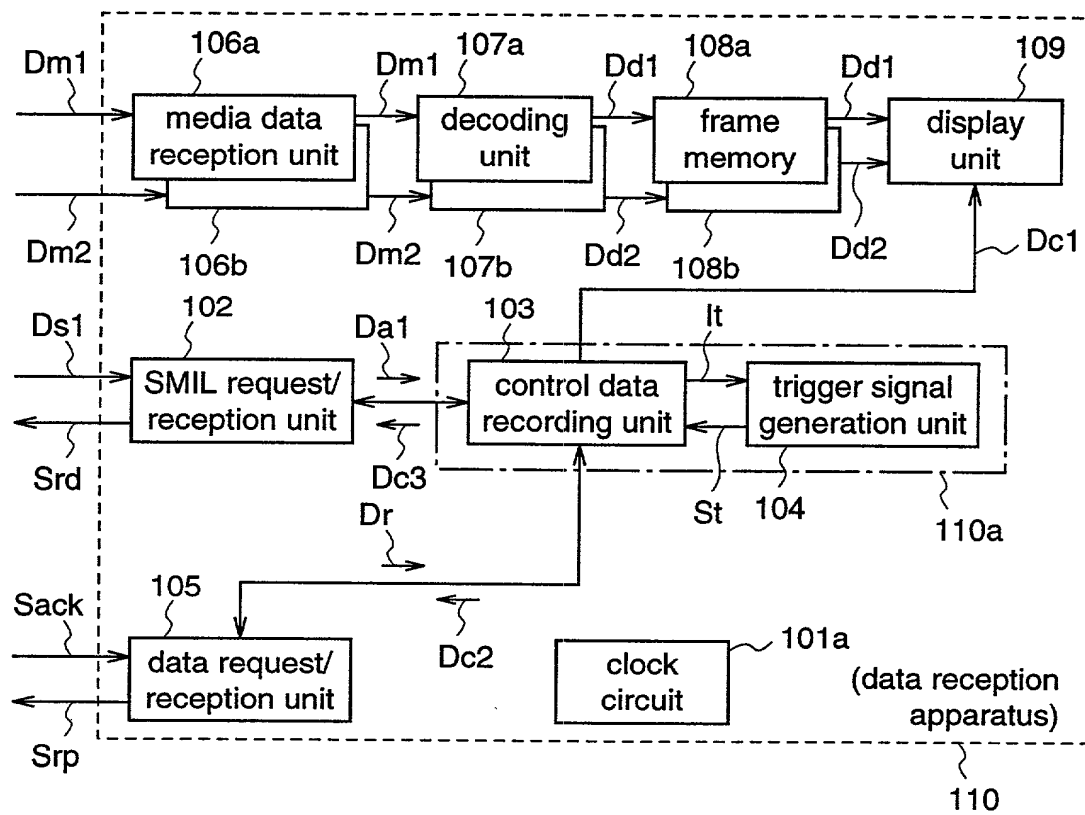 106a
107a
108a
109
Dm1
Dm1
Dd1
Dd1
media data
reception unit
decoding
unit
frame
memory
display
unit
Dm2
106b
Dm2
107b
Dd2
108b
Dd2
Dc1
102
103
Ds1
Da1
It
SMIL request/
reception unit
control data
recording unit
trigger signal
generation unit
Srd
Dc3
St
104
110a
Dr
105
Sack
Dc2
101a
data request/
reception unit
clock
circuit
(data reception
apparatus)
Srp
110